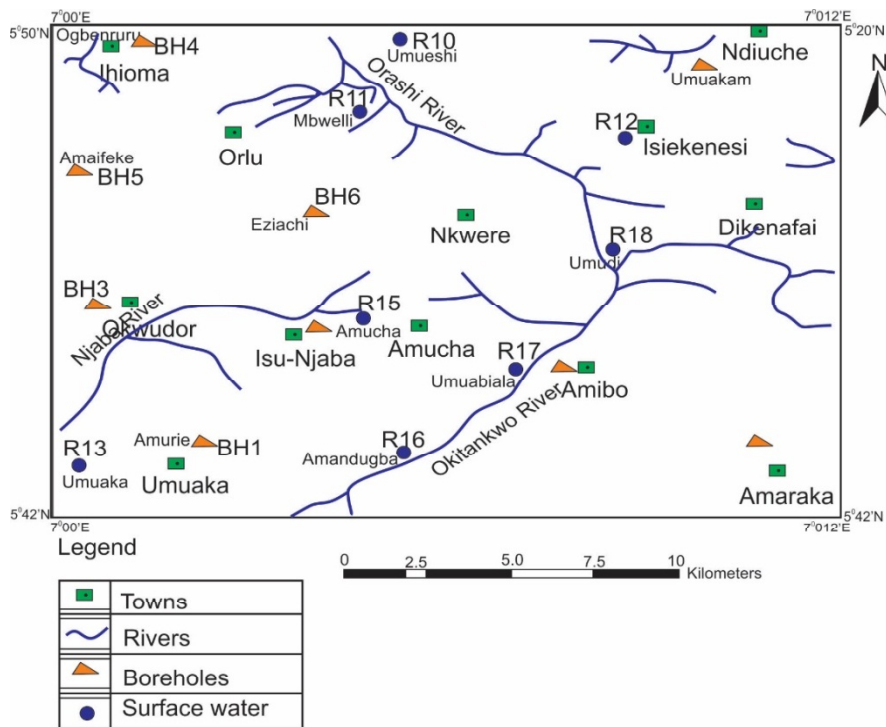 7°00'E
7°012'E
5°50'N
5°20'N
Ogbenruru
BH4
Ihioma
R10
Umueshi
Ndiuche
Umuakam
N
Orashi River
R11
Mbwelli
R12
Isiekenesi
Orlu
Amaifeke
BH5
BH6
Eziachi
Nkwere
Dikenafai
R18
Umudi
BH3
Okwudor
Njaba River
R15
Amucha
Isu-Njaba
Amucha
R17
Umuabiala
Amibo
Okitankwo River
R16
Amandugba
R13
Umuaka
Amurie
BH1
Umuaka
Amaraka
5°42'N
5°42'N
7°00'E
7°012'E
Legend
Towns
Rivers
Boreholes
Surface water
0 2.5 5.0 7.5 10
Kilometers